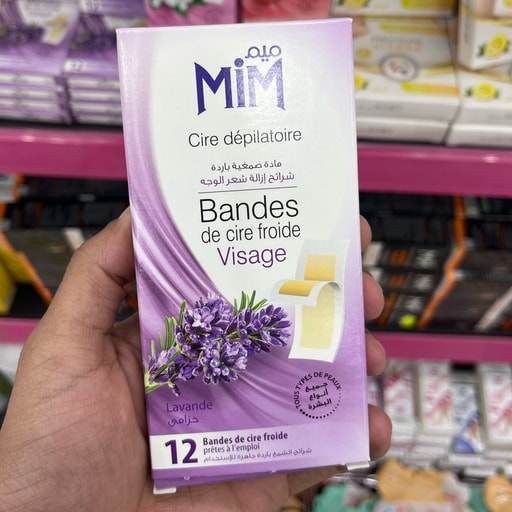 ميم
MiM
Cire dépilatoire
مادة صمغية باردة
شرائح إزالة شعر الوجه
Bandes
de cire froide
Visage
TOUS TYPES DE PEAUX
جميع
أنواع
البشرة
Lavande
خزامى
12 Bandes de cire froide
prêtes à l'emploi
شرائح الشمع باردة جاهزة للإستخدام